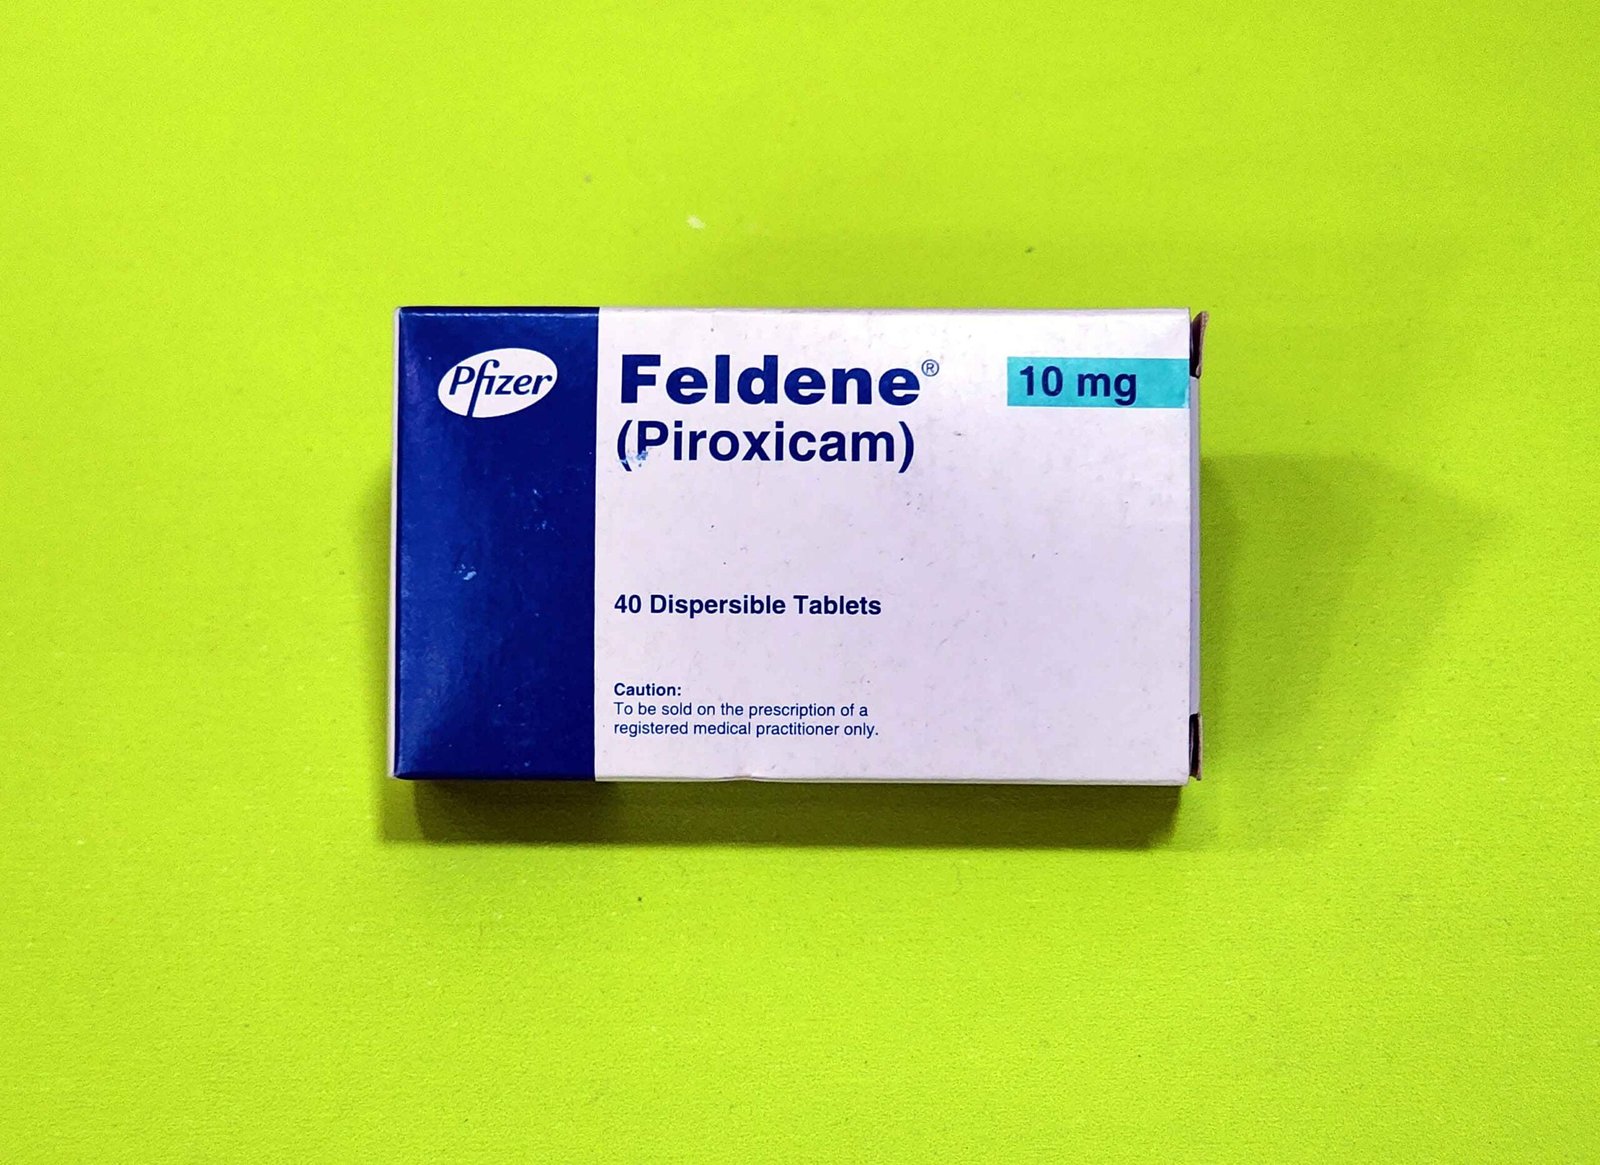 Pfizer
Feldene®
10 mg
(Piroxicam)
40 Dispersible Tablets
Caution:
To be sold on the prescription of a
registered medical practitioner only.